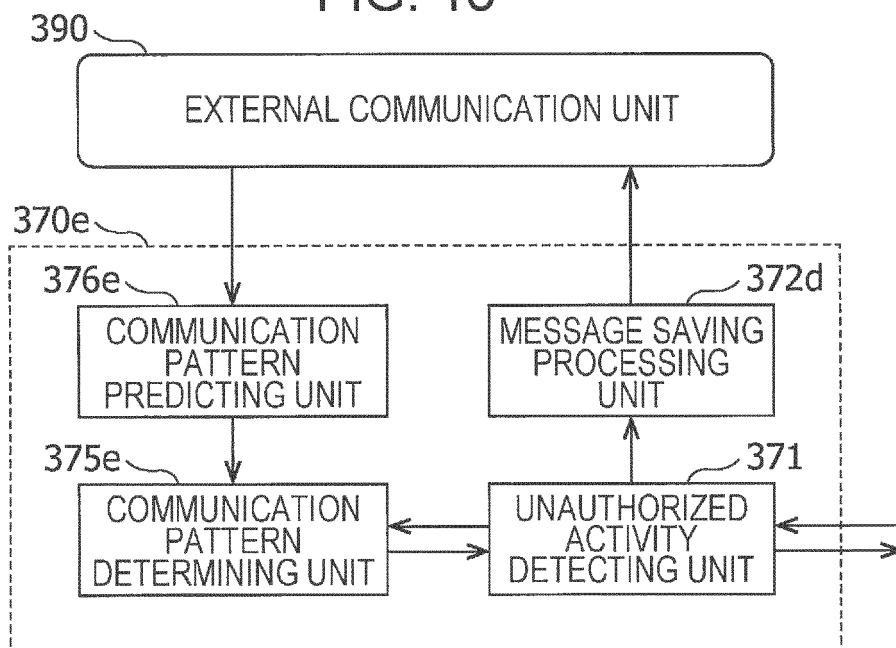 390
EXTERNAL COMMUNICATION UNIT
370e
376e
COMMUNICATION
PATTERN
PREDICTING UNIT
372d
MESSAGE SAVING
PROCESSING
UNIT
375e
COMMUNICATION
PATTERN
DETERMINING UNIT
371
UNAUTHORIZED
ACTIVITY
DETECTING UNIT